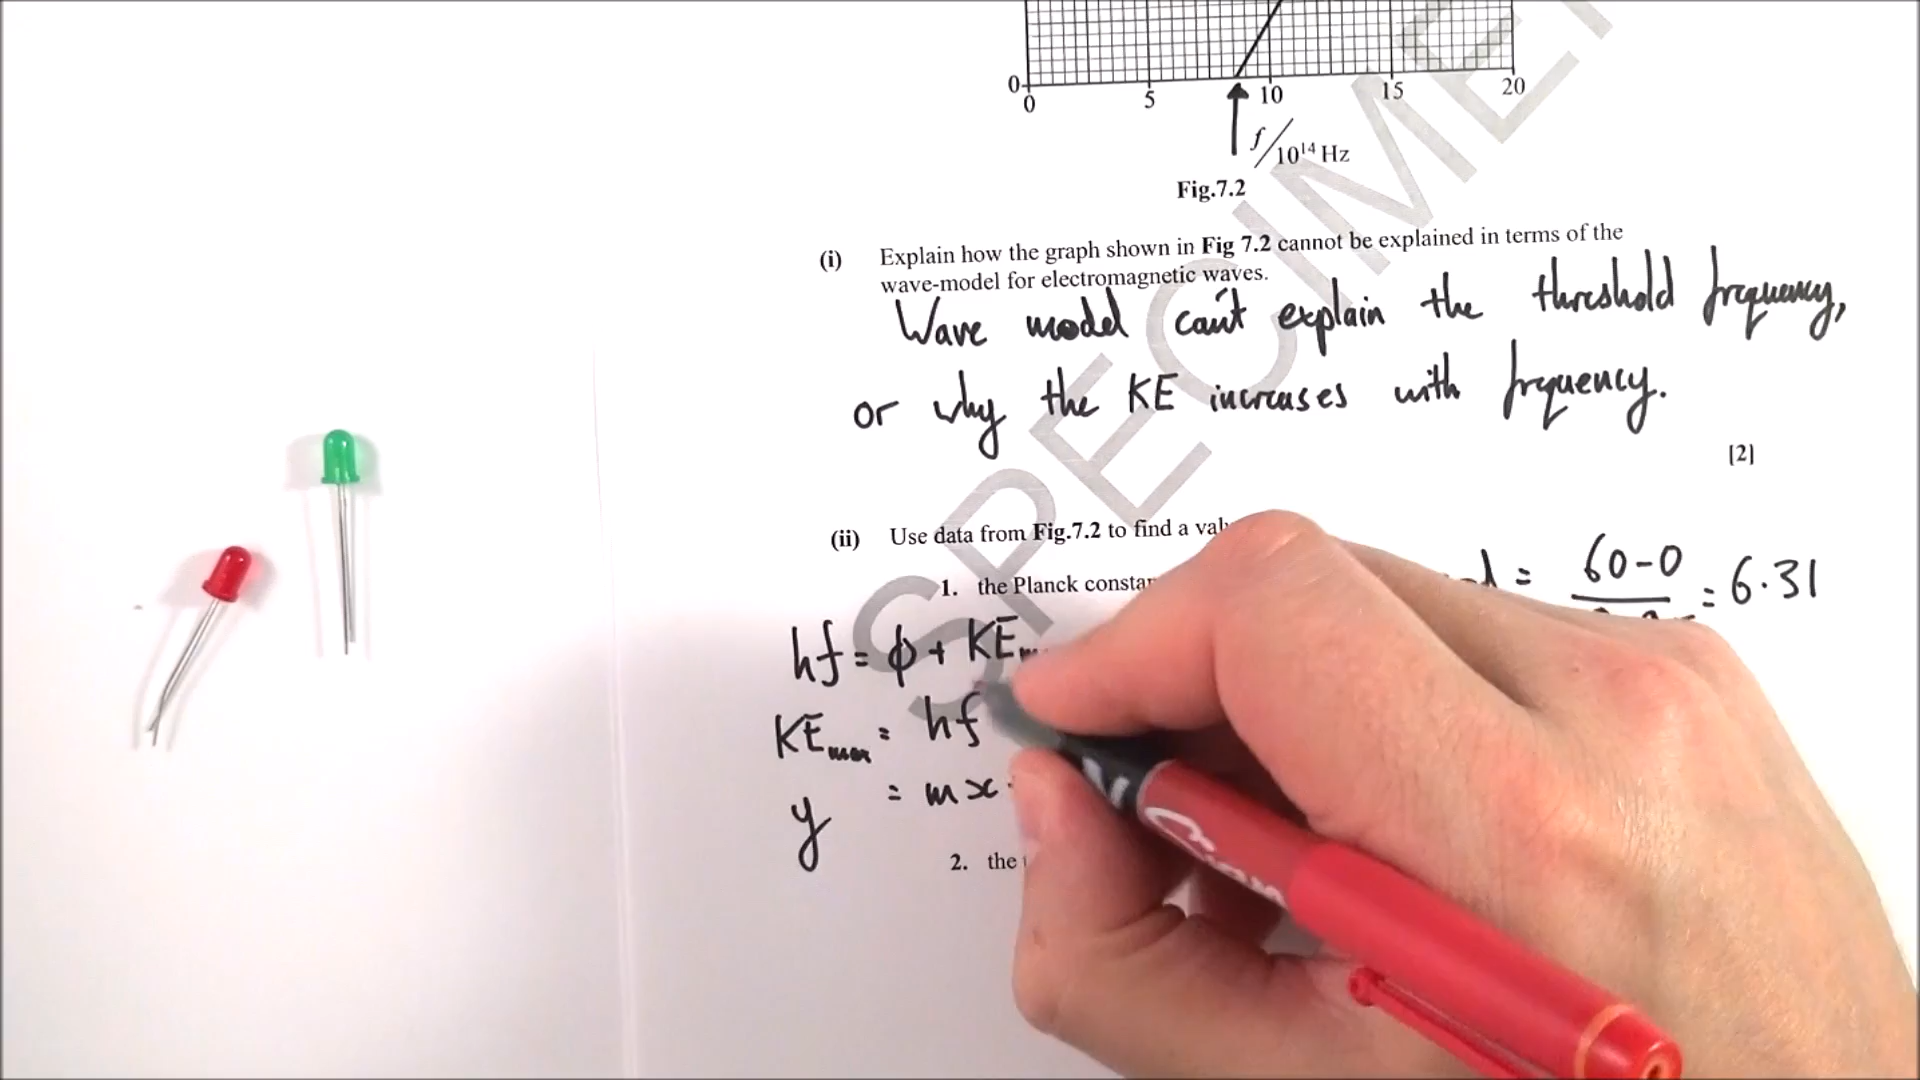 0
0 5 10 15 20
f/10¹⁴ Hz
Fig.7.2
(i) Explain how the graph shown in Fig 7.2 cannot be explained in terms of the
wave-model for electromagnetic waves.
Wave model can't explain the threshold frequency,
or why the KE increases with frequency.
[2]
(ii) Use data from Fig.7.2 to find a
1. the Planck
= 60-0 = 6.31
hf = ϕ + KE
KEmax = hf
y = mx
2. the
SPECIMEN